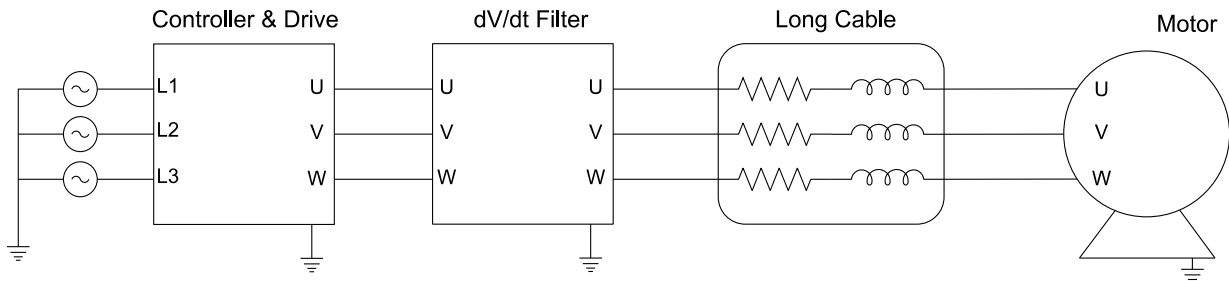 Controller & Drive
dV/dt Filter
Long Cable
Motor
L1
U
U
U
U
L2
V
V
V
V
L3
W
W
W
W